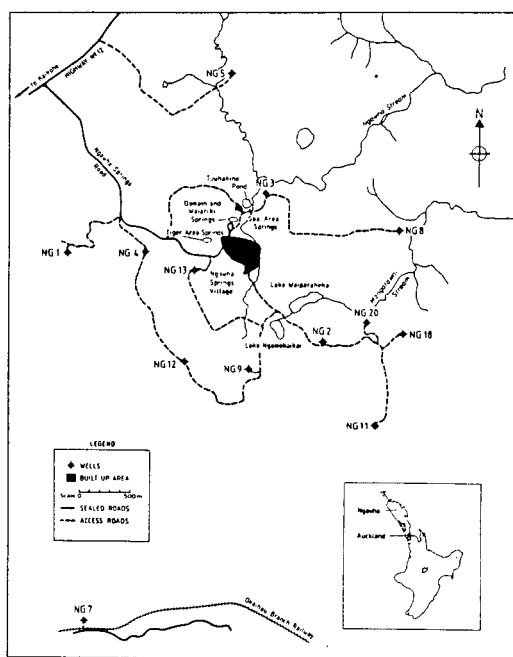 To Kaikohe
HIGHWAY No12
NG 5
Ngawha Stream
N
Ngawha Springs
Road
Tuwhakino
Pond
NG 3
Domain and
Waiariki
Springs
Spa Area
Springs
Tiger Area Springs
NG 8
NG 1
NG 4
NG 13
Ngawha
Springs
Village
Lake Waiparaheka
Stream
NG 20
NG 18
NG 2
Lake Ngamokaikai
NG 12
NG 9
NG 11
LEGEND
WELLS
BUILT UP AREA
Scale 0 500m
SEALED ROADS
ACCESS ROADS
Ngawha
Auckland
NG 7
Okaihau Branch Railway